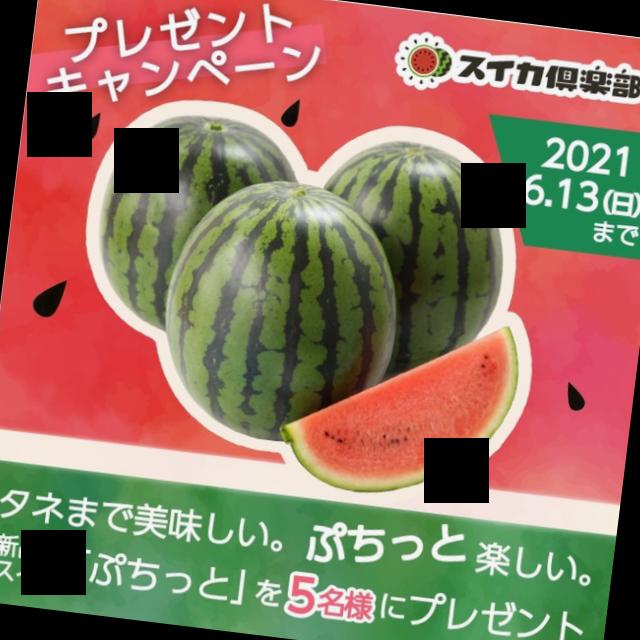 プレゼント
キャンペーン
スイカ倶楽部
2021
6.13(日)
まで
タネまで美味しい。ぷちっと楽しい。
「ぷちっと」を5名様にプレゼント